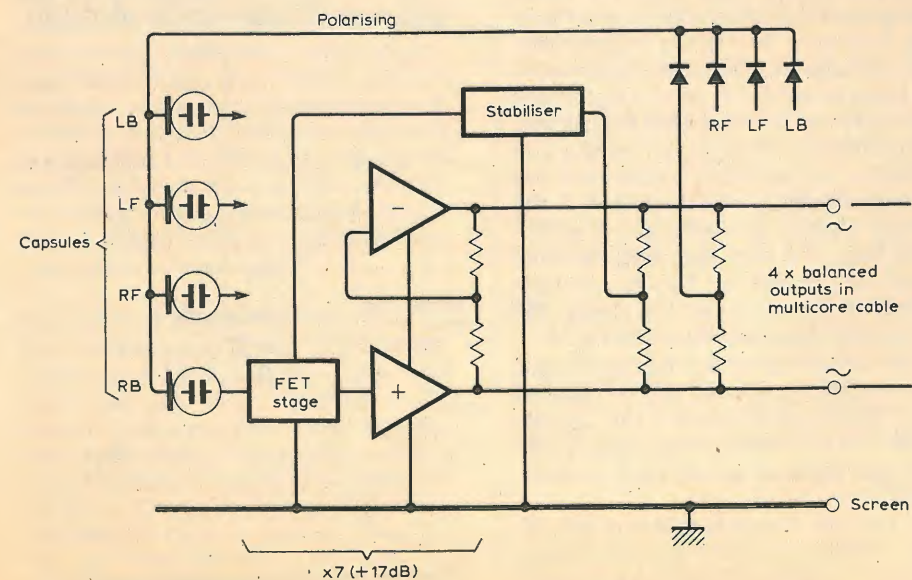 Polarising
LB
Stabiliser
RF LF LB
LF
−
Capsules
4 x balanced
outputs in
multicore cable
RF
RB
FET
stage
+
Screen
x7 (+17dB)